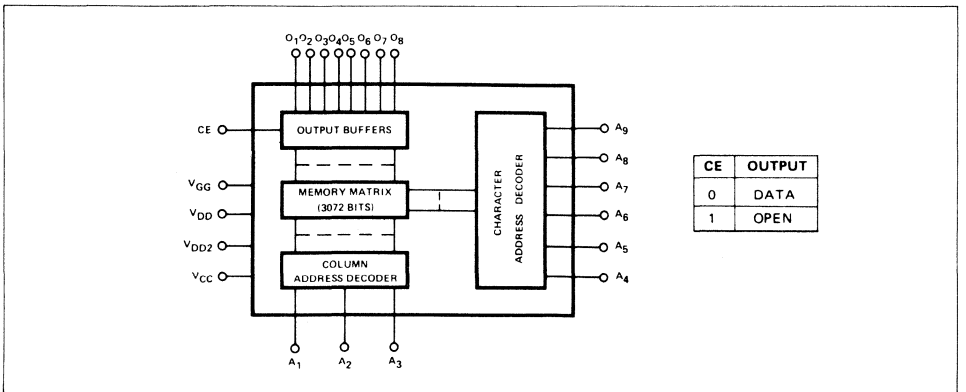 O1 O2 O3 O4 O5 O6 O7 O8
CE
OUTPUT BUFFERS
VGG
VDD
VDD2
VCC
MEMORY MATRIX
(3072 BITS)
COLUMN
ADDRESS DECODER
A1 A2 A3
CHARACTER
ADDRESS DECODER
A9
A8
A7
A6
A5
A4
CE OUTPUT
0 DATA
1 OPEN